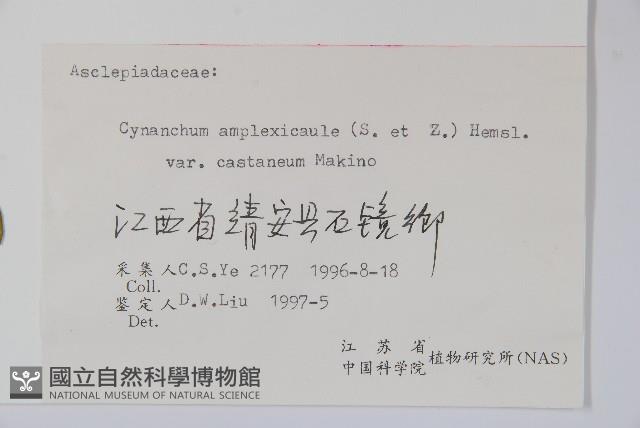 Asclepiadaceae:
Cynanchum amplexicaule (S. et Z.) Hemsl.
var. castaneum Makino
江西省靖安县石镜鄉
采集人 C.S.Ye 2177 1996-8-18
Coll.
鉴定人 D.W.Liu 1997-5
Det.
江苏省
中国科学院 植物研究所(NAS)
國立自然科學博物館
NATIONAL MUSEUM OF NATURAL SCIENCE